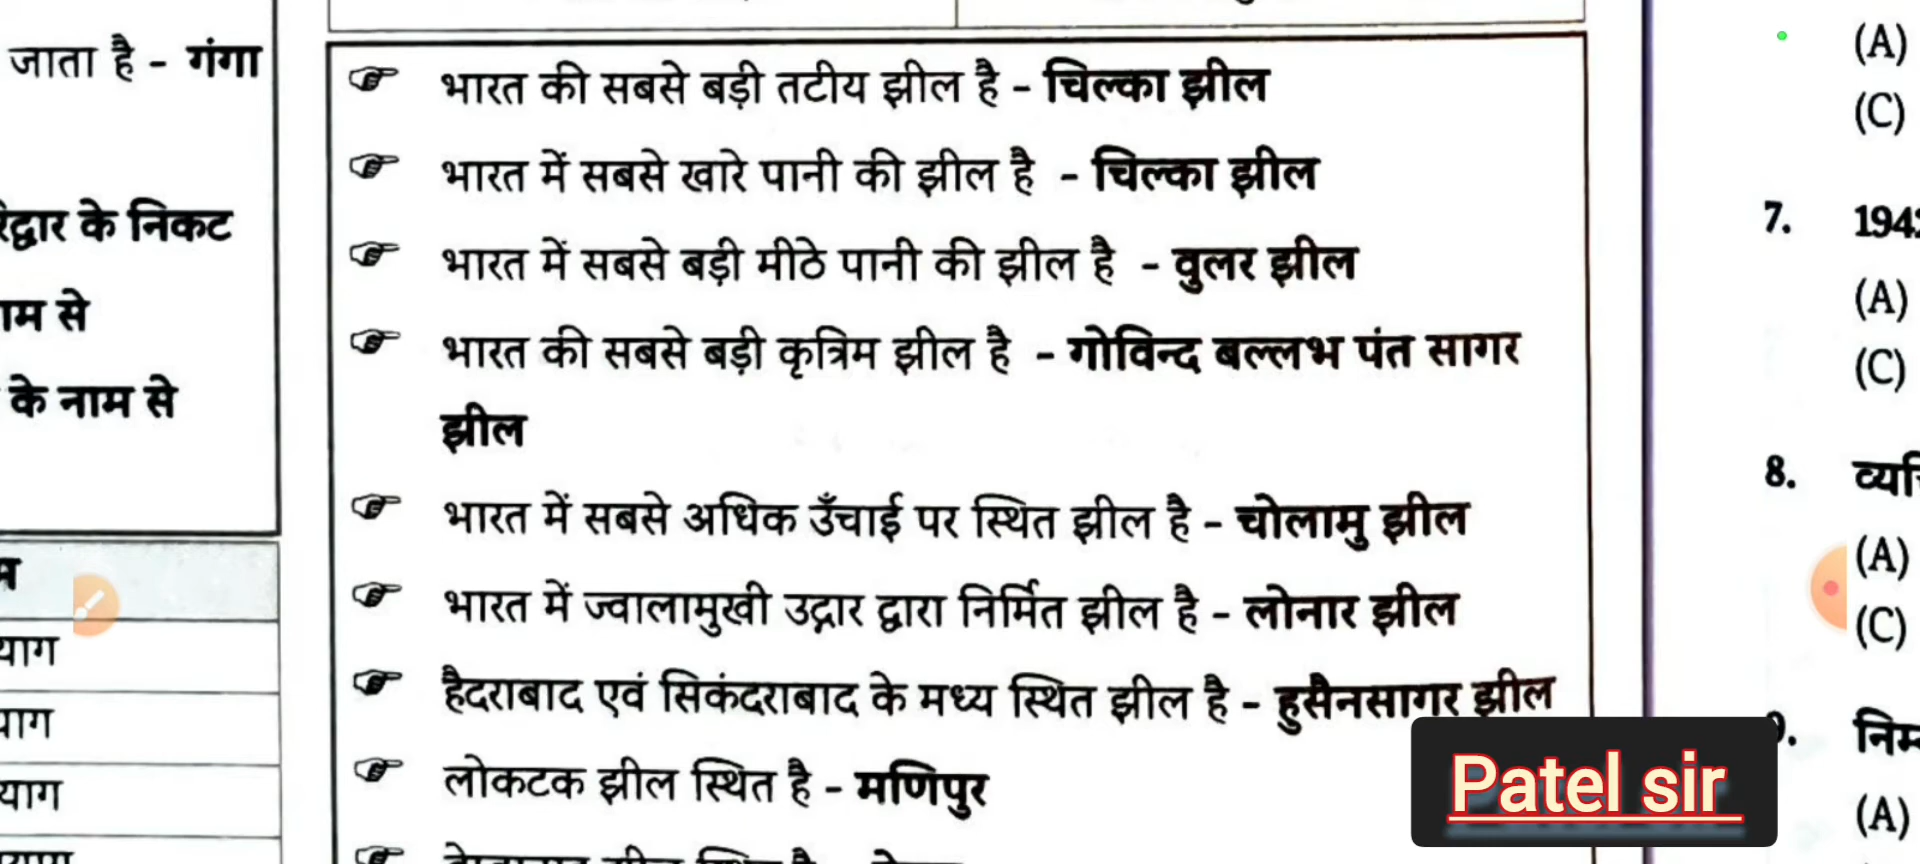 जाता है - गंगा
के निकट
के नाम से
भारत की सबसे बड़ी तटीय झील है - चिल्का झील
भारत में सबसे खारे पानी की झील है - चिल्का झील
भारत में सबसे बड़ी मीठे पानी की झील है - वुलर झील
भारत की सबसे बड़ी कृत्रिम झील है - गोविन्द बल्लभ पंत सागर
झील
भारत में सबसे अधिक उँचाई पर स्थित झील है - चोलामु झील
भारत में ज्वालामुखी उद्गार द्वारा निर्मित झील है - लोनार झील
हैदराबाद एवं सिकंदराबाद के मध्य स्थित झील है - हुसैनसागर झील
लोकटक झील स्थित है - मणिपुर
(A)
(C)
7.
(A)
(C)
8.
(A)
(C)
(A)
Patel sir